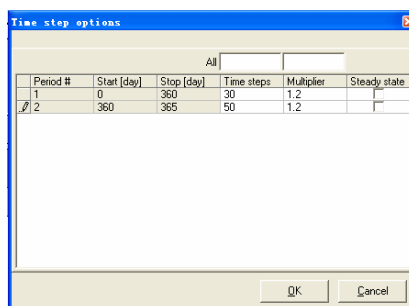 Time step options
All
Period # Start [day] Stop [day] Time steps Multiplier Steady state
1 0 360 30 1.2
2 360 365 50 1.2
OK Cancel